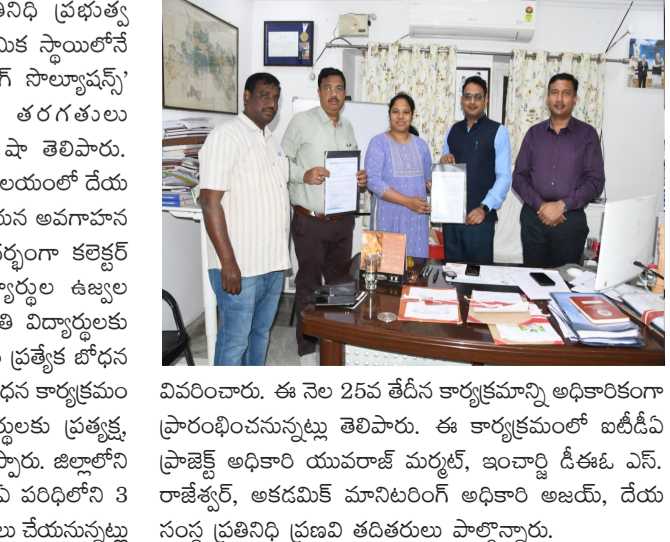 తినిధి ప్రభుత్వ
మిక స్థాయిలోనే
గ్ సొల్యూషన్స్'
తరగతులు
షా తెలిపారు.
లయంలో దేయ
రున అవగాహన
ర్భంగా కలెక్టర్
్యార్థుల ఉజ్వల
తి విద్యార్థులకు
ప్రత్యేక బోధన
ధన కార్యక్రమం
ర్థులకు ప్రత్యక్ష,
ప్పారు. జిల్లాలోని
ఏ పరిధిలోని 3
లు చేయనున్నట్లు
వివరించారు. ఈ నెల 25వ తేదీన కార్యక్రమాన్ని అధికారికంగా
ప్రారంభించనున్నట్లు తెలిపారు. ఈ కార్యక్రమంలో ఐటీడీఏ
ప్రాజెక్ట్ అధికారి యువరాజ్ మర్మట్, ఇంచార్జి డీఈఓ ఎస్.
రాజేశ్వర్, అకడమిక్ మానిటరింగ్ అధికారి అజయ్, దేయ
సంస్థ ప్రతినిధి ప్రణవి తదితరులు పాల్గొన్నారు.